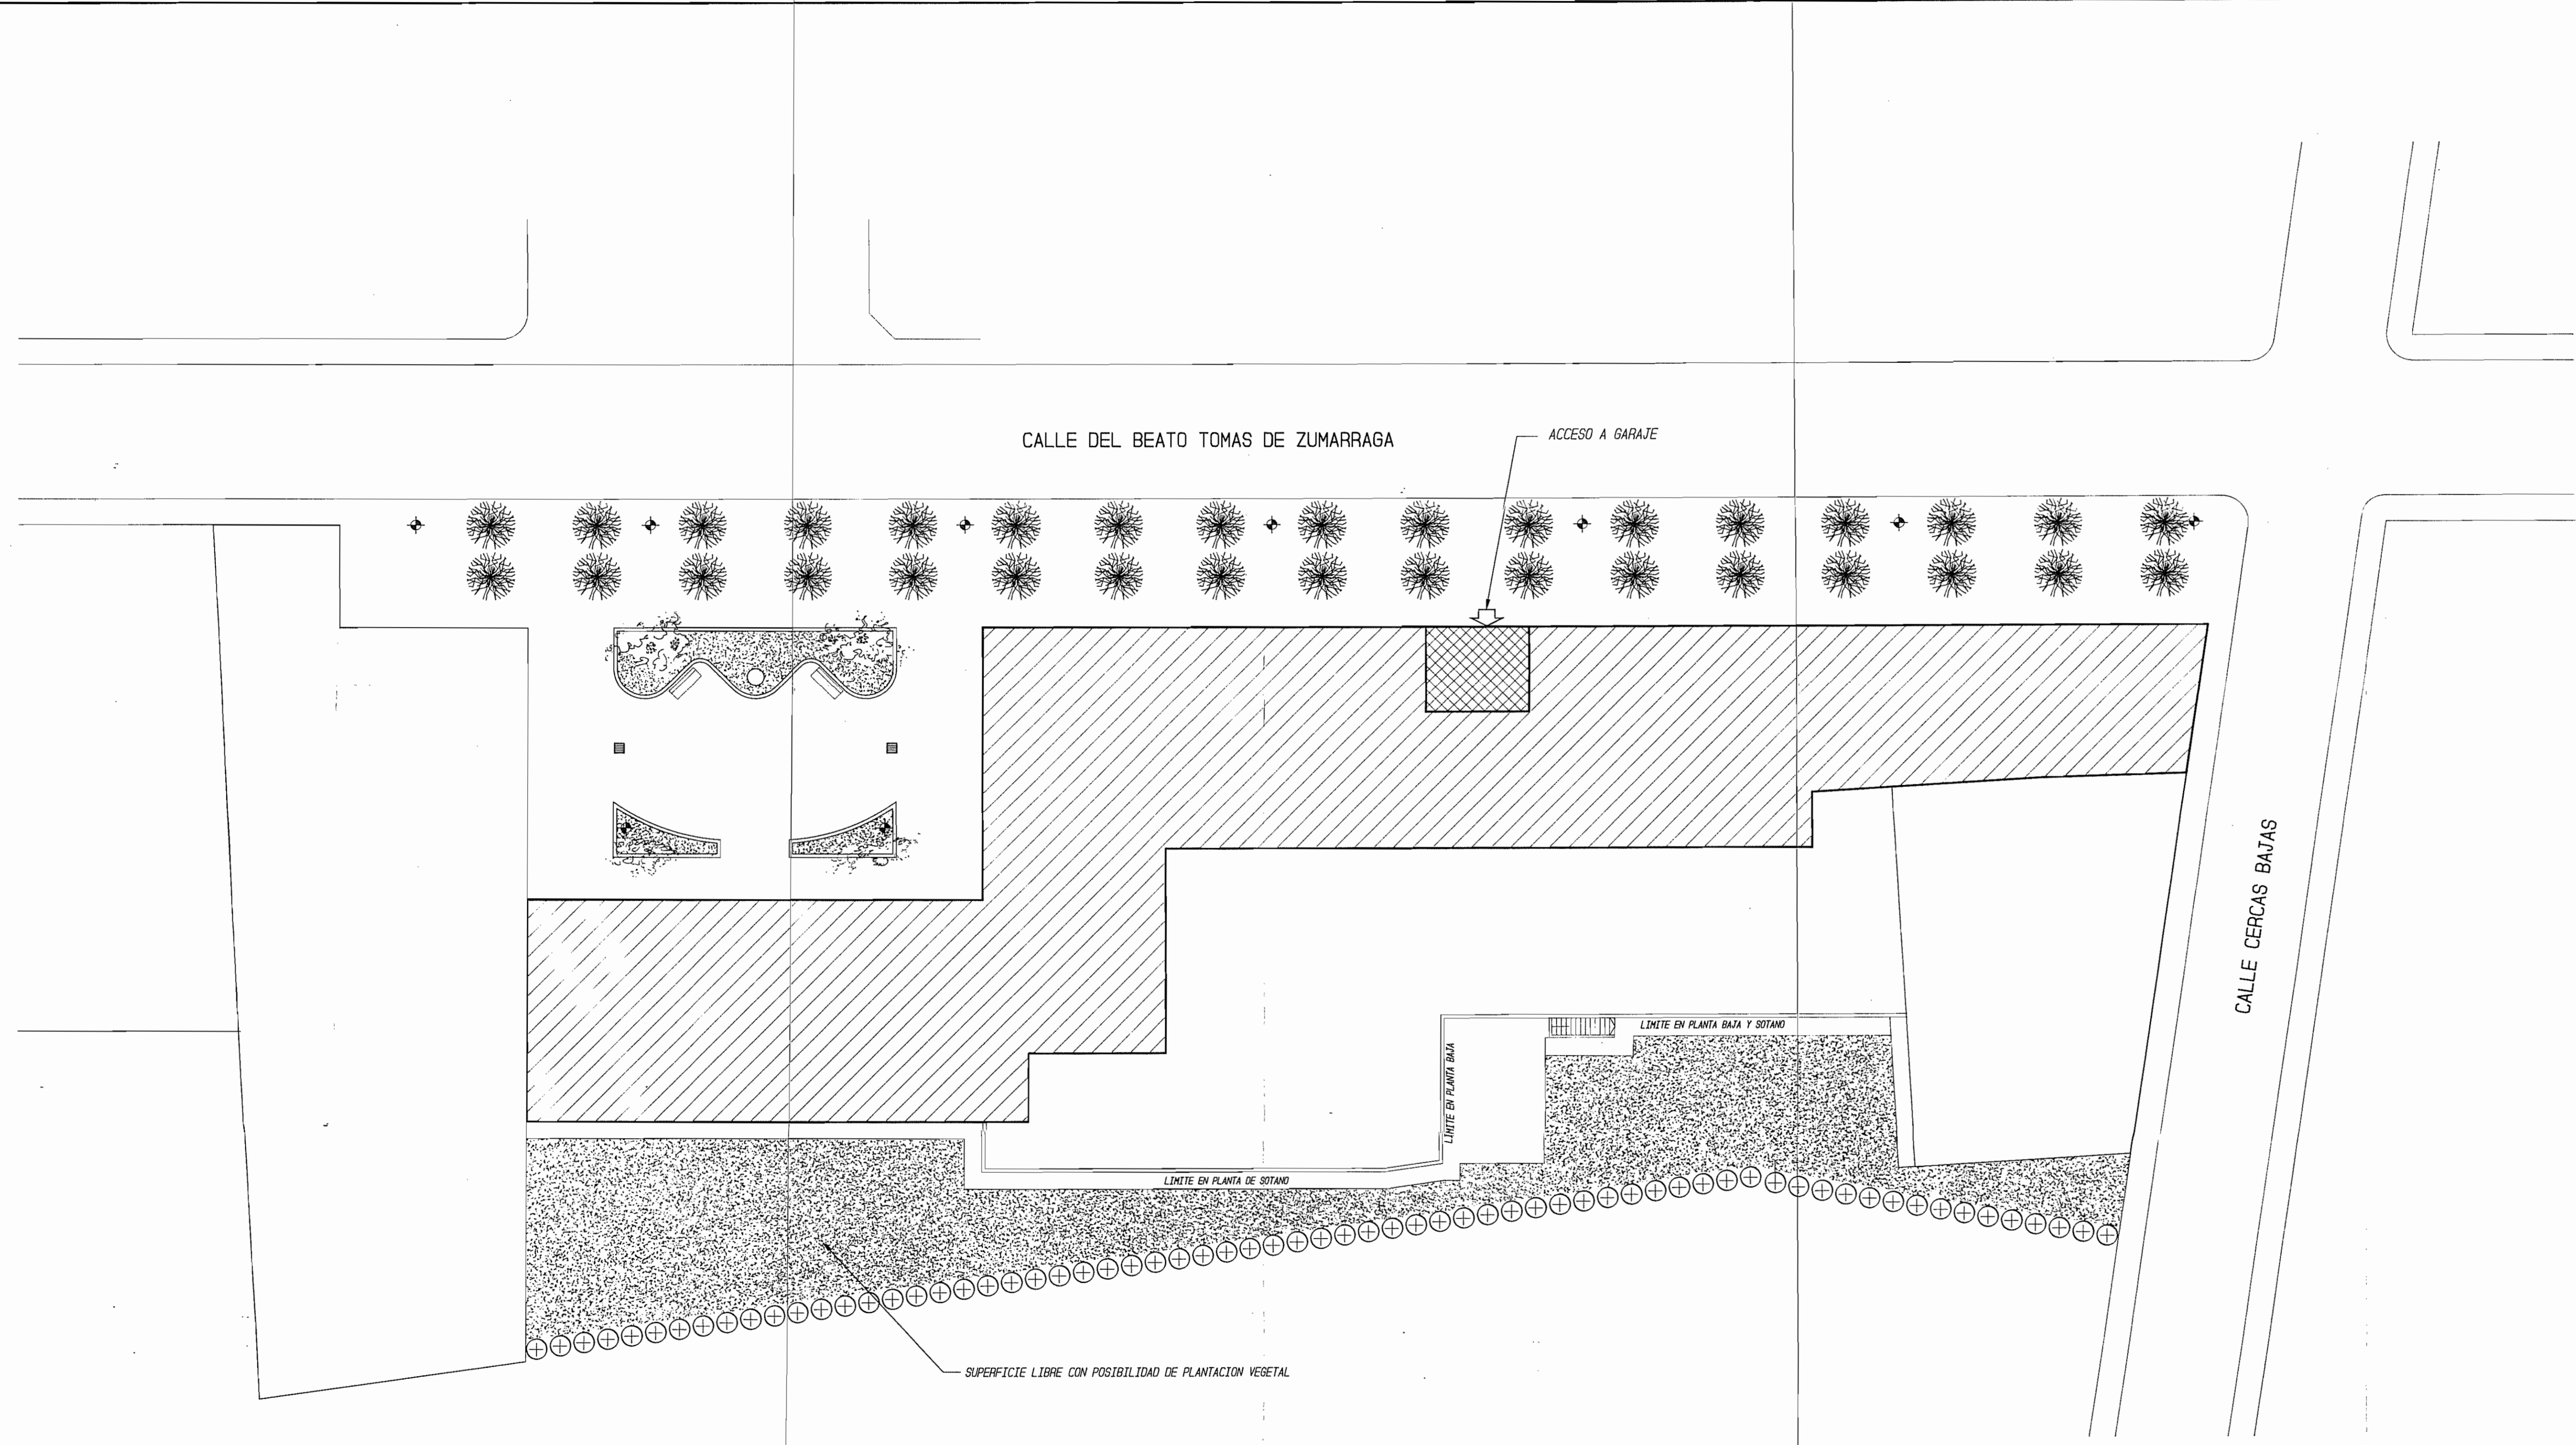 CALLE DEL BEATO TOMAS DE ZUMARRAGA
ACCESO A GARAJE
CALLE CERCAS BAJAS
LIMITE EN PLANTA BAJA Y SOTANO
LIMITE EN PLANTA BAJA
LIMITE EN PLANTA DE SOTANO
SUPERFICIE LIBRE CON POSIBILIDAD DE PLANTACION VEGETAL